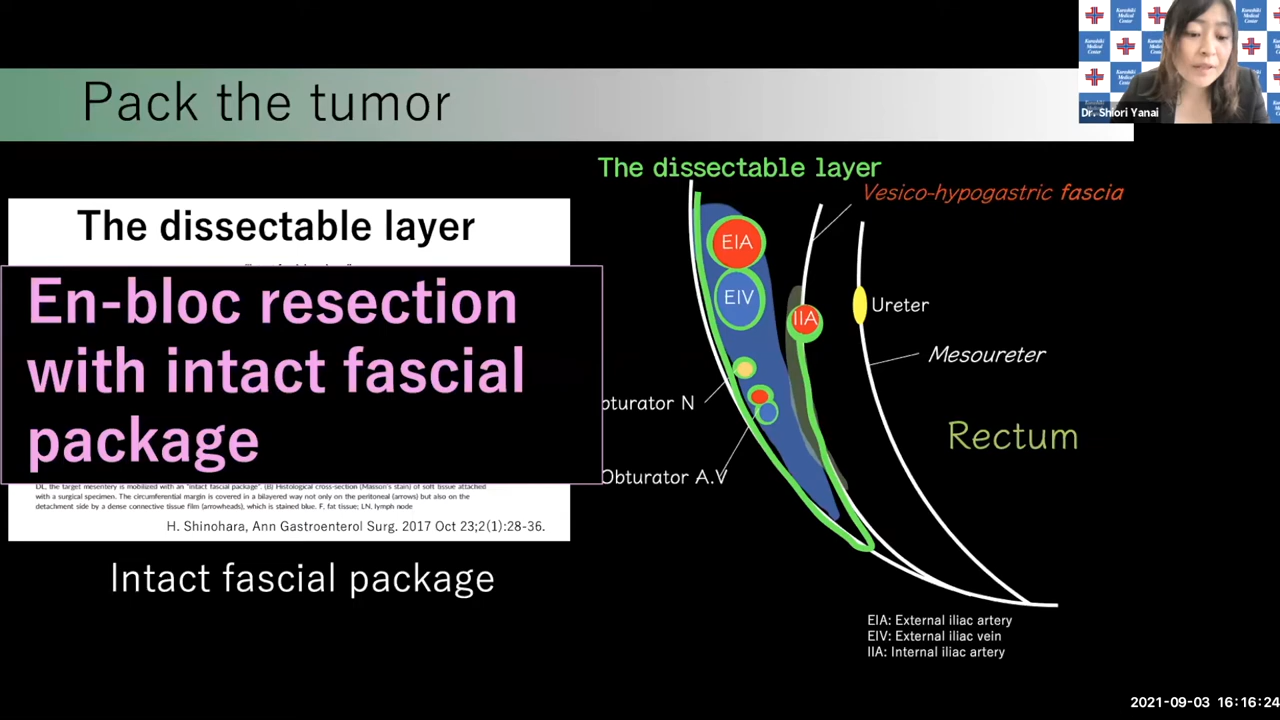 Pack the tumor
Kurashiki
Medical
Center
Dr. Shiori Yanai
The dissectable layer
En-bloc resection
with intact fascial
package
DL, the target mesentery is mobilized with an "intact fascial package". (B) Histological cross-section (Masson's stain) of soft tissue attached
with a surgical specimen. The circumferential margin is covered in a bilayered way not only on the peritoneal (arrows) but also on the
detachment side by a dense connective tissue film (arrowheads), which is stained blue. F, fat tissue; LN, lymph node
H. Shinohara, Ann Gastroenterol Surg. 2017 Oct 23;2(1):28-36.
Intact fascial package
The dissectable layer
Vesico-hypogastric fascia
EIA
EIV
IIA
Ureter
Mesoureter
bturator N
Obturator A.V
Rectum
EIA: External iliac artery
EIV: External iliac vein
IIA: Internal iliac artery
2021-09-03 16:16:24